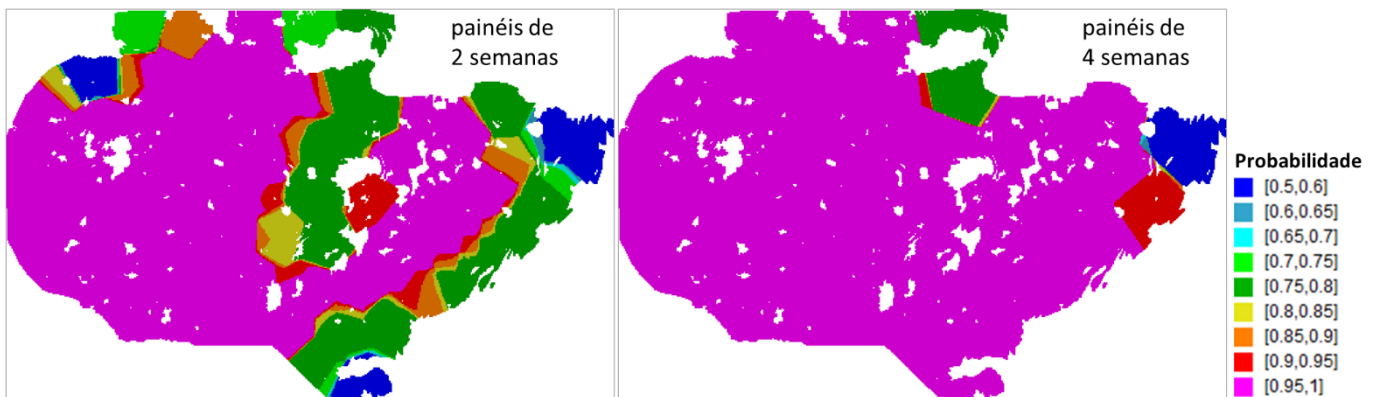 painéis de
2 semanas
painéis de
4 semanas
Probabilidade
[0.5,0.6]
[0.6,0.65]
[0.65,0.7]
[0.7,0.75]
[0.75,0.8]
[0.8,0.85]
[0.85,0.9]
[0.9,0.95]
[0.95,1]